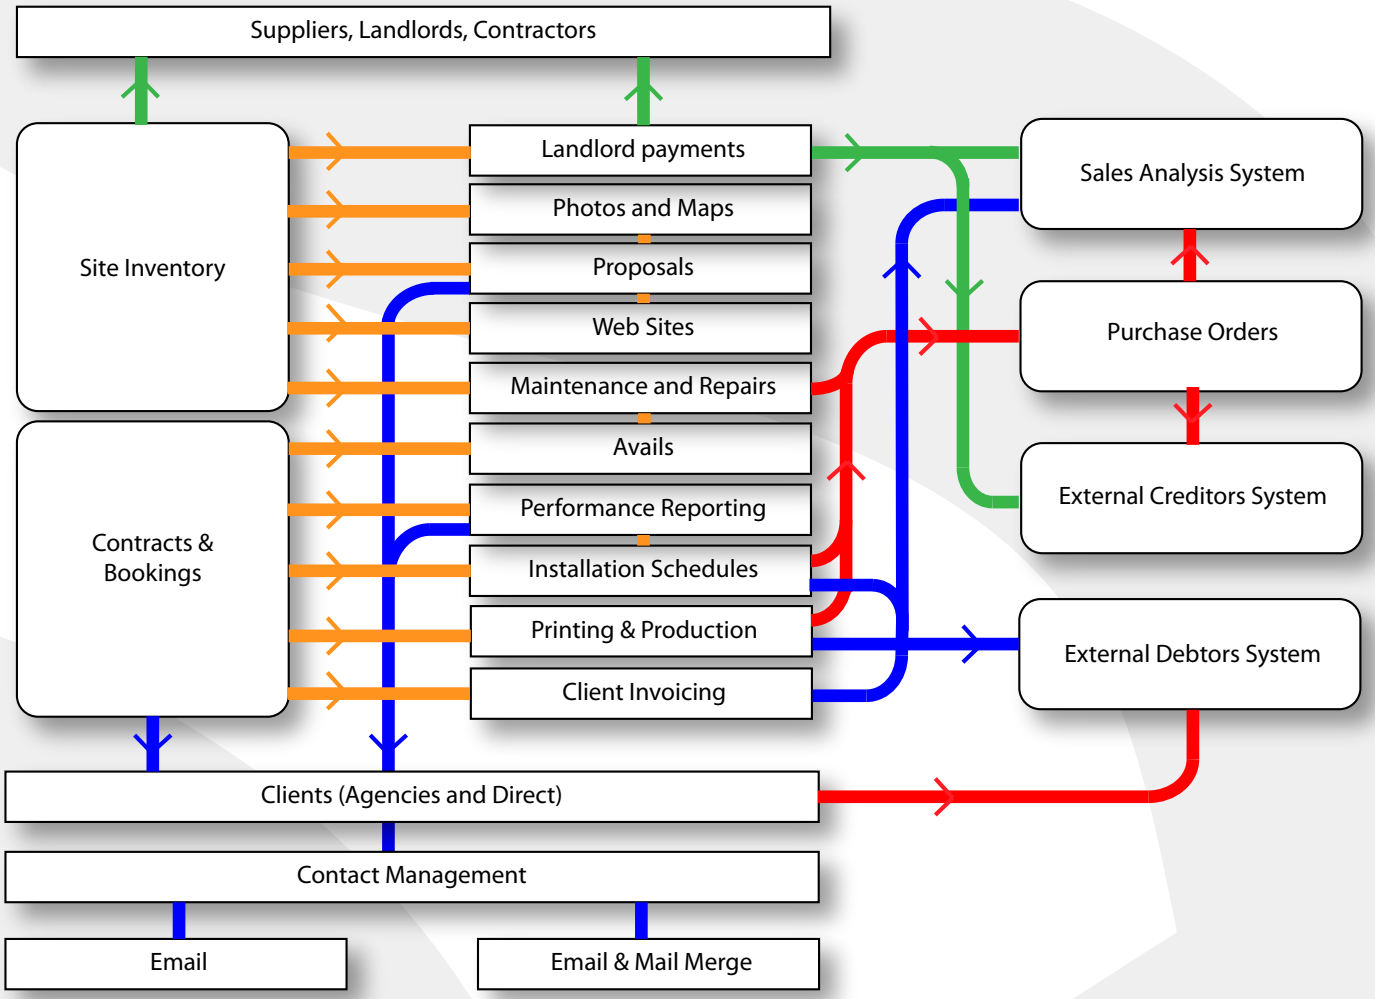 Suppliers, Landlords, Contractors
Site Inventory
Contracts &
Bookings
Landlord payments
Photos and Maps
Proposals
Web Sites
Maintenance and Repairs
Avails
Performance Reporting
Installation Schedules
Printing & Production
Client Invoicing
Sales Analysis System
Purchase Orders
External Creditors System
External Debtors System
Clients (Agencies and Direct)
Contact Management
Email
Email & Mail Merge